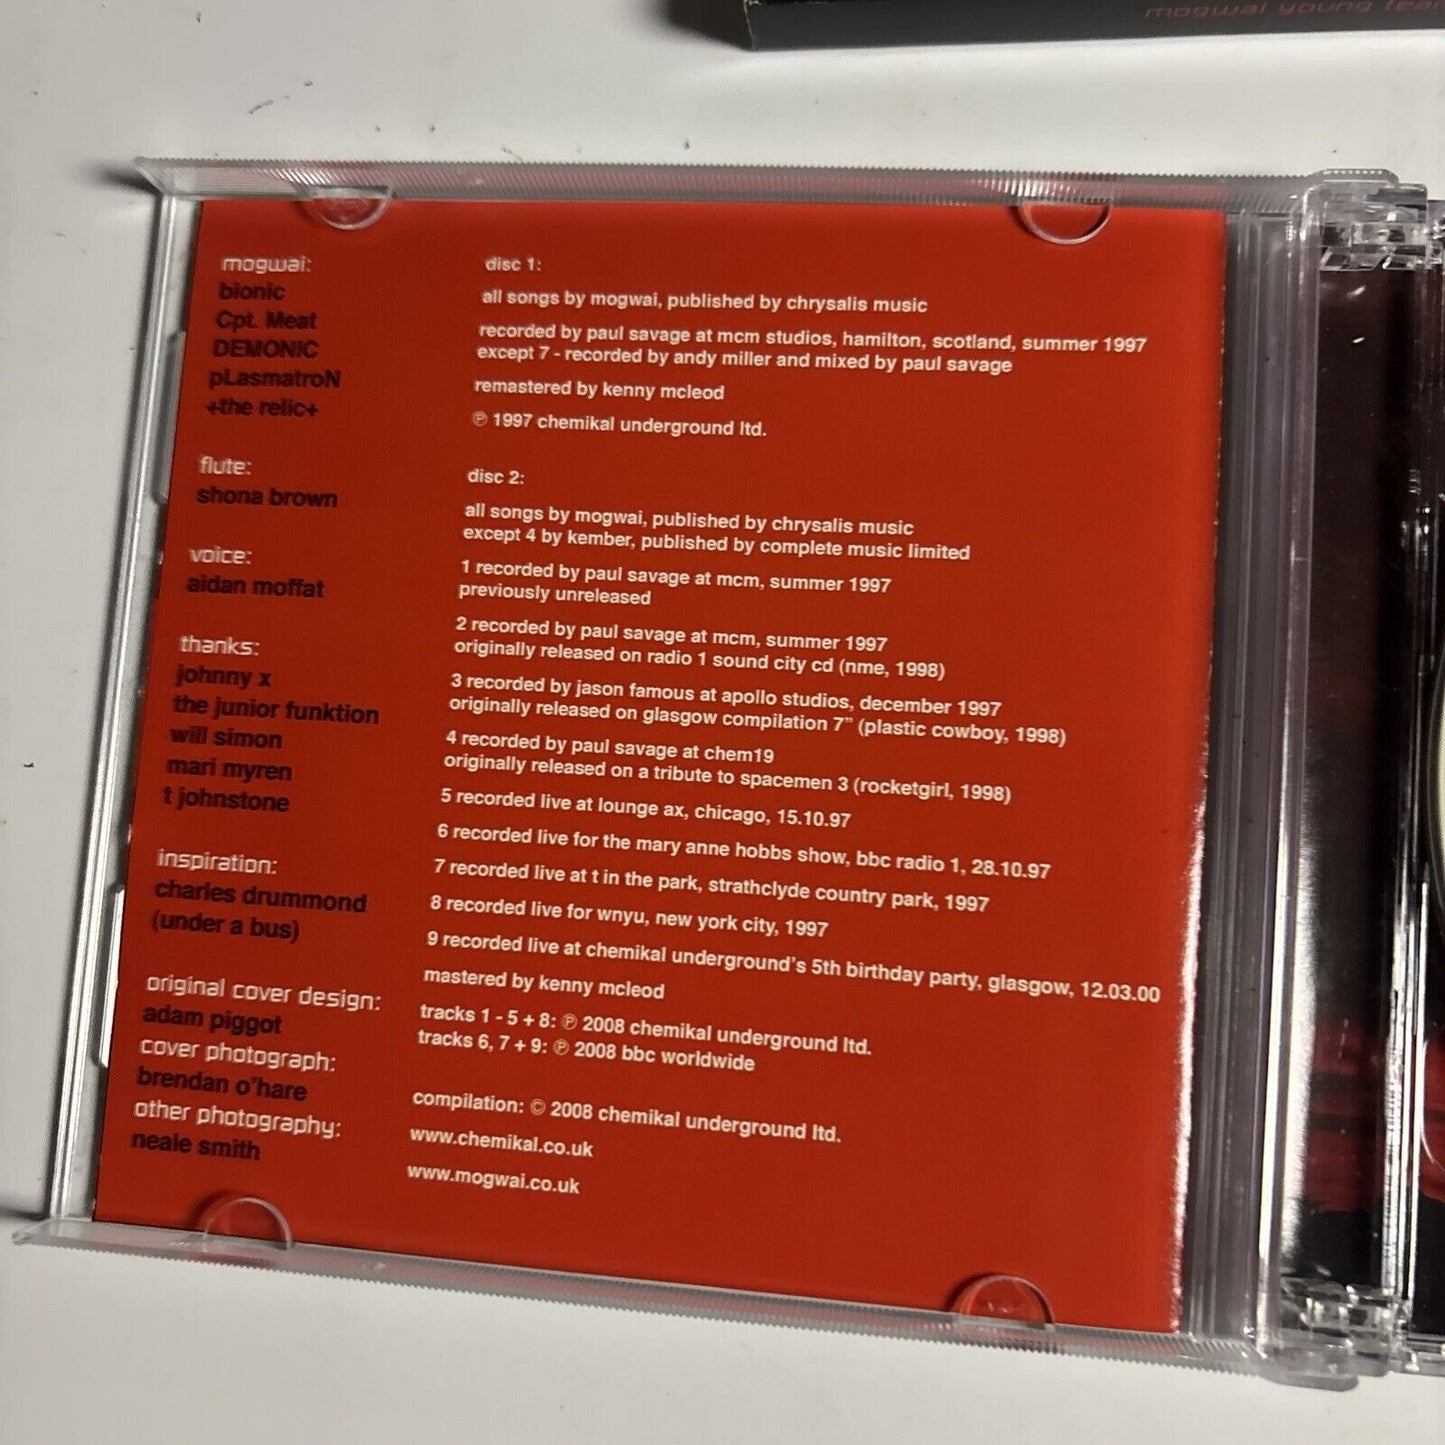 mogwai young
mogwai:
bionic
Cpt. Meat
DEMONIC
pLasmatroN
+the relic+
flute:
shona brown
voice:
aidan moffat
thanks:
johnny x
the junior funktion
will simon
mari myren
t johnstone
inspiration:
charles drummond
(under a bus)
original cover design:
adam piggot
cover photograph:
brendan o'hare
other photography:
neale smith
disc 1:
all songs by mogwai, published by chrysalis music
recorded by paul savage at mcm studios, hamilton, scotland, summer 1997
except 7 - recorded by andy miller and mixed by paul savage
remastered by kenny mcleod
℗ 1997 chemikal underground ltd.
disc 2:
all songs by mogwai, published by chrysalis music
except 4 by kember, published by complete music limited
1 recorded by paul savage at mcm, summer 1997
previously unreleased
2 recorded by paul savage at mcm, summer 1997
originally released on radio 1 sound city cd (nme, 1998)
3 recorded by jason famous at apollo studios, december 1997
originally released on glasgow compilation 7" (plastic cowboy, 1998)
4 recorded by paul savage at chem19
originally released on a tribute to spacemen 3 (rocketgirl, 1998)
5 recorded live at lounge ax, chicago, 15.10.97
6 recorded live for the mary anne hobbs show, bbc radio 1, 28.10.97
7 recorded live at t in the park, strathclyde country park, 1997
8 recorded live for wnyu, new york city, 1997
9 recorded live at chemikal underground's 5th birthday party, glasgow, 12.03.00
mastered by kenny mcleod
tracks 1 - 5 + 8: ℗ 2008 chemikal underground ltd.
tracks 6, 7 + 9: ℗ 2008 bbc worldwide
compilation: © 2008 chemikal underground ltd.
www.chemikal.co.uk
www.mogwai.co.uk